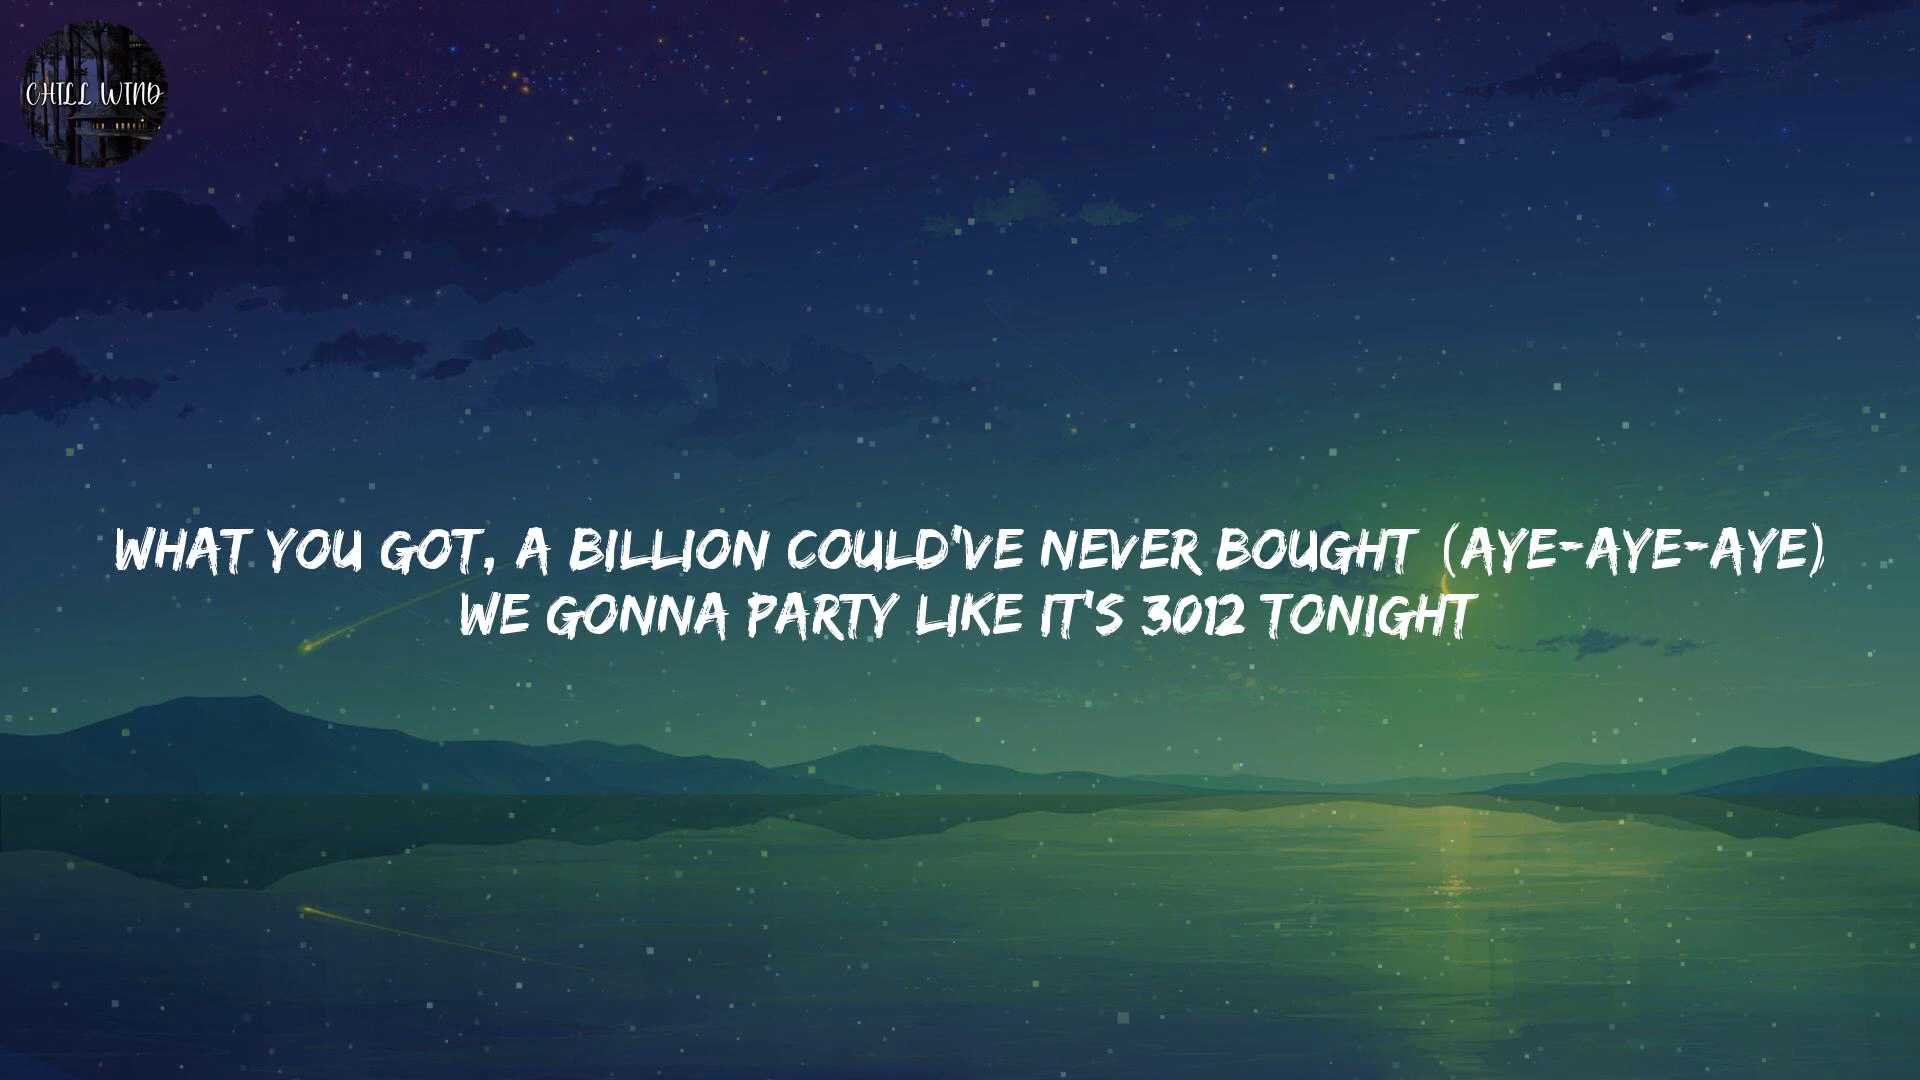 CHILL WIND
WHAT YOU GOT, A BILLION COULD'VE NEVER BOUGHT (AYE-AYE-AYE)
WE GONNA PARTY LIKE IT'S 3012 TONIGHT